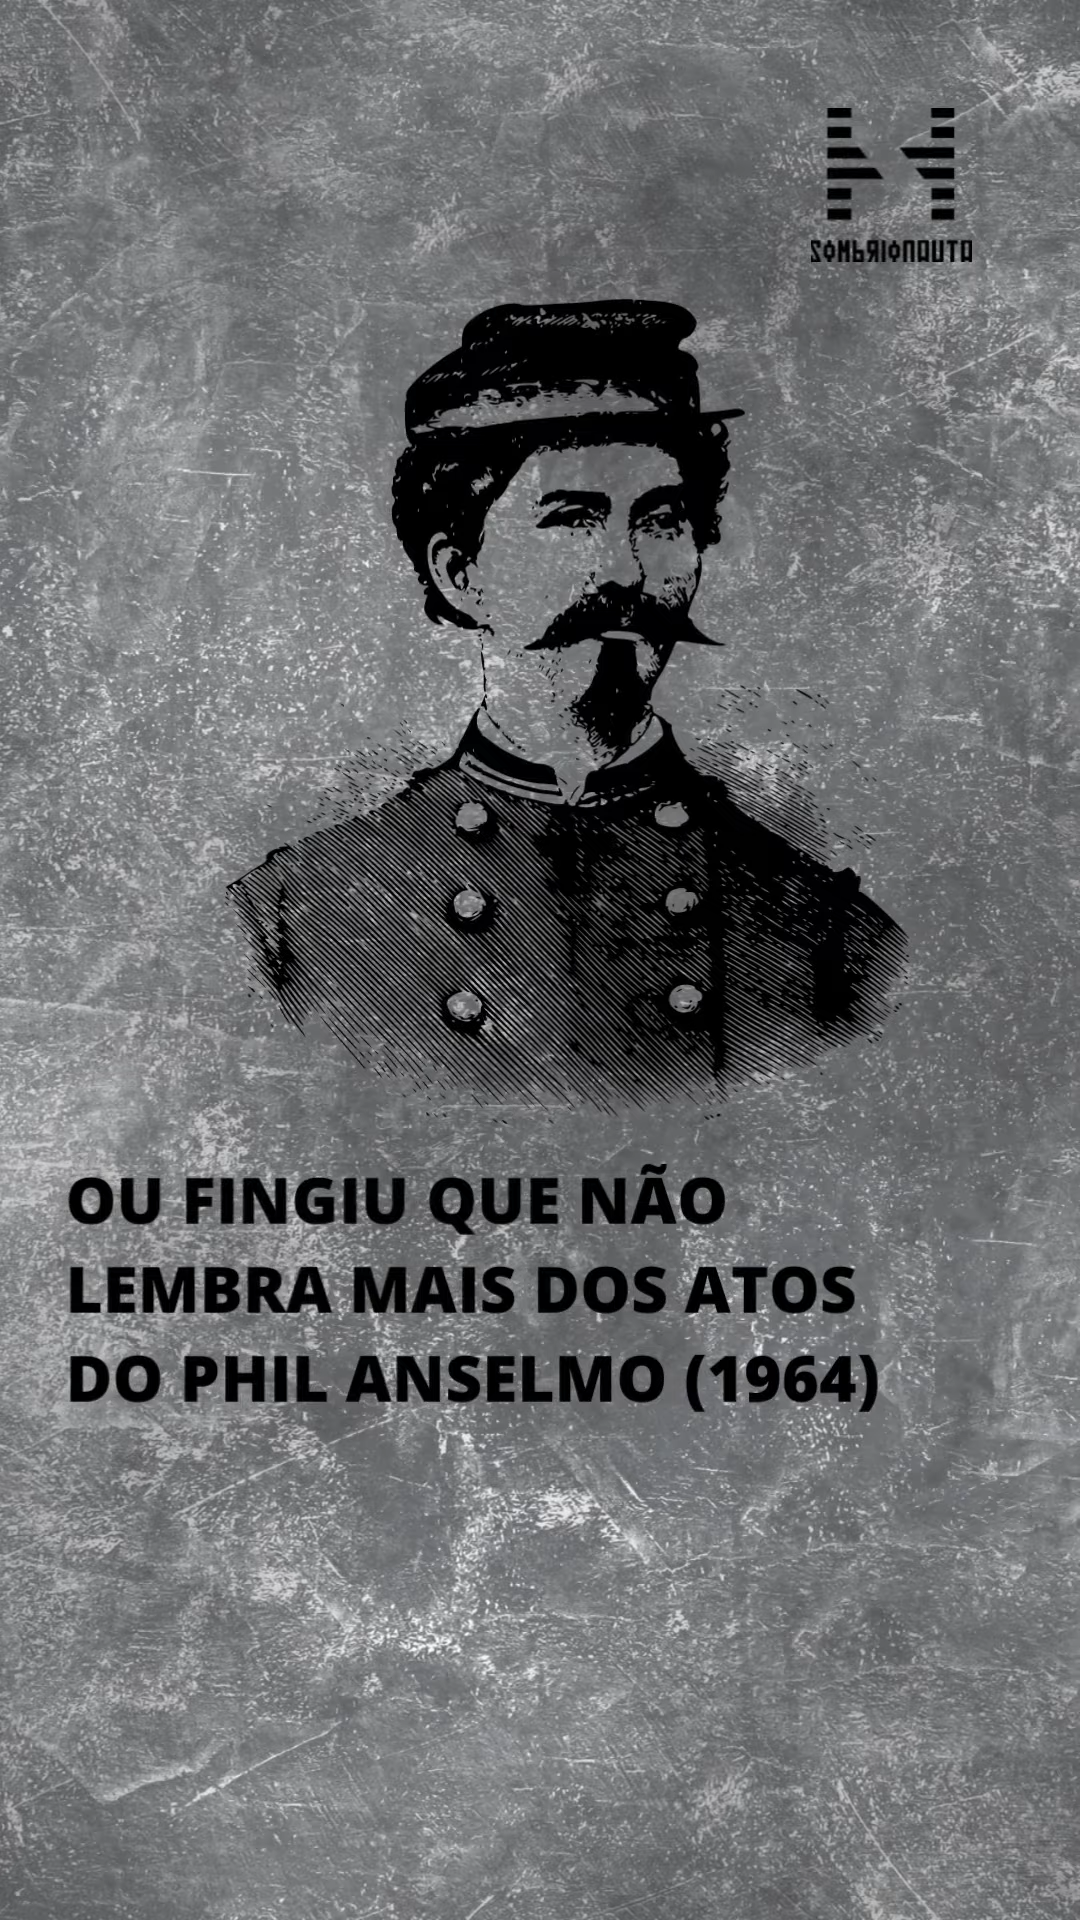 SOMBRIONAUTA
OU FINGIU QUE NÃO
LEMBRA MAIS DOS ATOS
DO PHIL ANSELMO (1964)